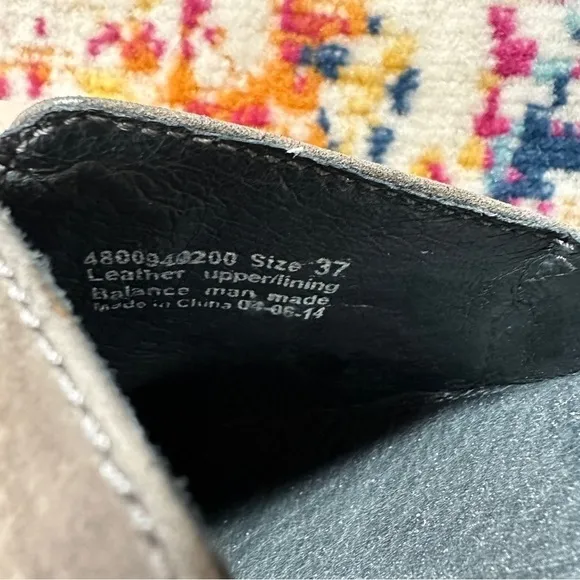 4800940200 Size 37
Leather upper/lining
Balance man made
Made in China 04-06-14